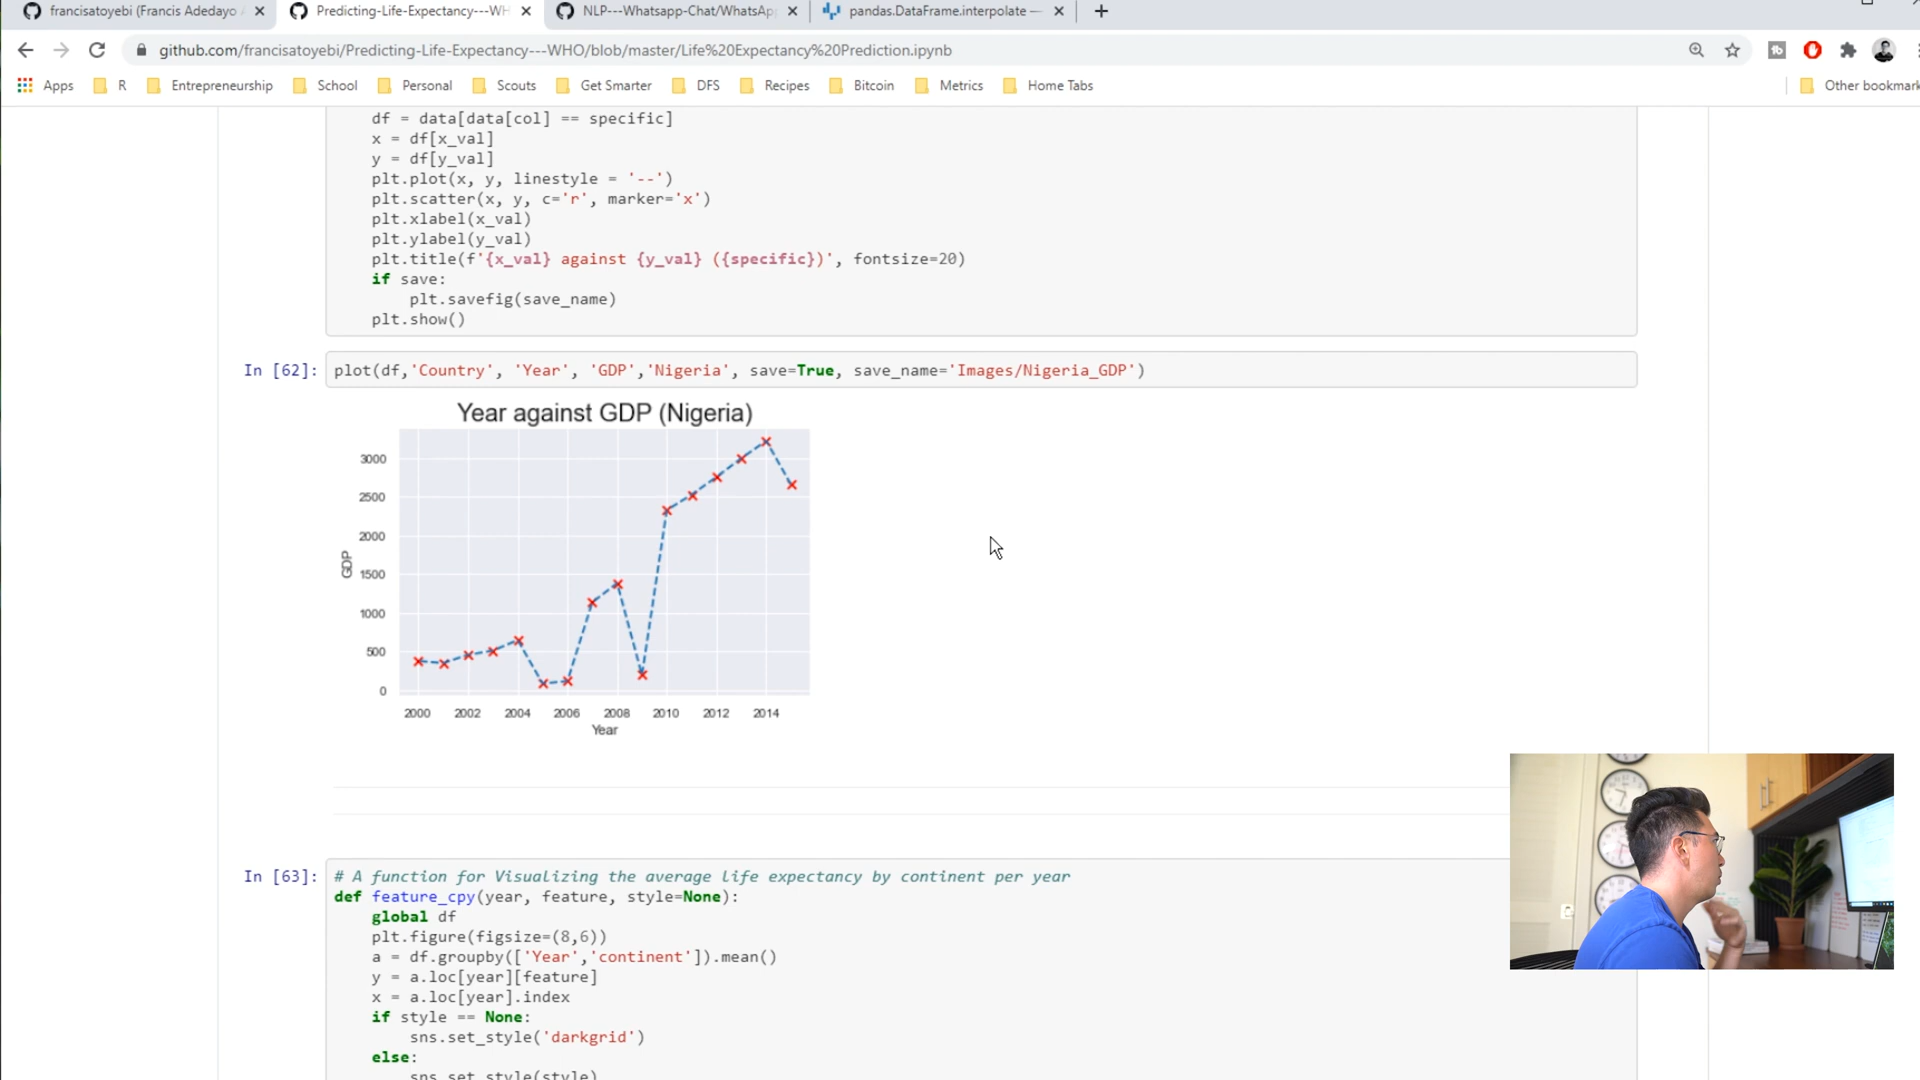 francisatoyebi (Francis Adedayo
Predicting-Life-Expectancy---WH
NLP---Whatsapp-Chat/WhatsAp
pandas.DataFrame.interpolate —
github.com/francisatoyebi/Predicting-Life-Expectancy---WHO/blob/master/Life%20Expectancy%20Prediction.ipynb
Apps R Entrepreneurship School Personal Scouts Get Smarter DFS Recipes Bitcoin Metrics Home Tabs Other bookmark
df = data[data[col] == specific]
x = df[x_val]
y = df[y_val]
plt.plot(x, y, linestyle = '--')
plt.scatter(x, y, c='r', marker='x')
plt.xlabel(x_val)
plt.ylabel(y_val)
plt.title(f'{x_val} against {y_val} ({specific})', fontsize=20)
if save:
plt.savefig(save_name)
plt.show()
In [62]: plot(df,'Country', 'Year', 'GDP','Nigeria', save=True, save_name='Images/Nigeria_GDP')
Year against GDP (Nigeria)
3000
2500
2000
1500
1000
500
0
GDP
2000 2002 2004 2006 2008 2010 2012 2014
Year
In [63]: # A function for Visualizing the average life expectancy by continent per year
def feature_cpy(year, feature, style=None):
global df
plt.figure(figsize=(8,6))
a = df.groupby(['Year','continent']).mean()
y = a.loc[year][feature]
x = a.loc[year].index
if style == None:
sns.set_style('darkgrid')
else:
sns.set_style(style)